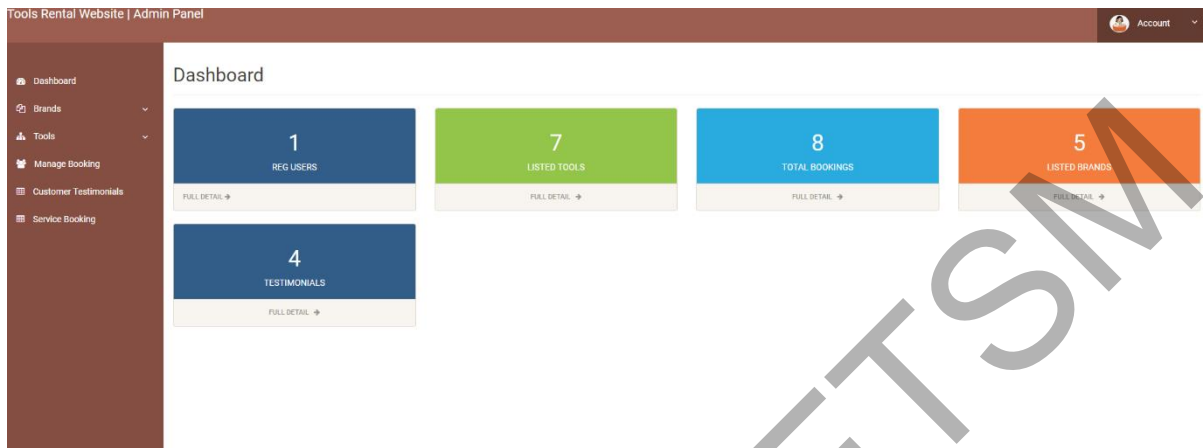 Tools Rental Website | Admin Panel
Account
Dashboard
Brands
Tools
Manage Booking
Customer Testimonials
Service Booking
Dashboard
1
REG USERS
FULL DETAIL
7
LISTED TOOLS
FULL DETAIL
8
TOTAL BOOKINGS
FULL DETAIL
5
LISTED BRANDS
FULL DETAIL
4
TESTIMONIALS
FULL DETAIL
FTSM